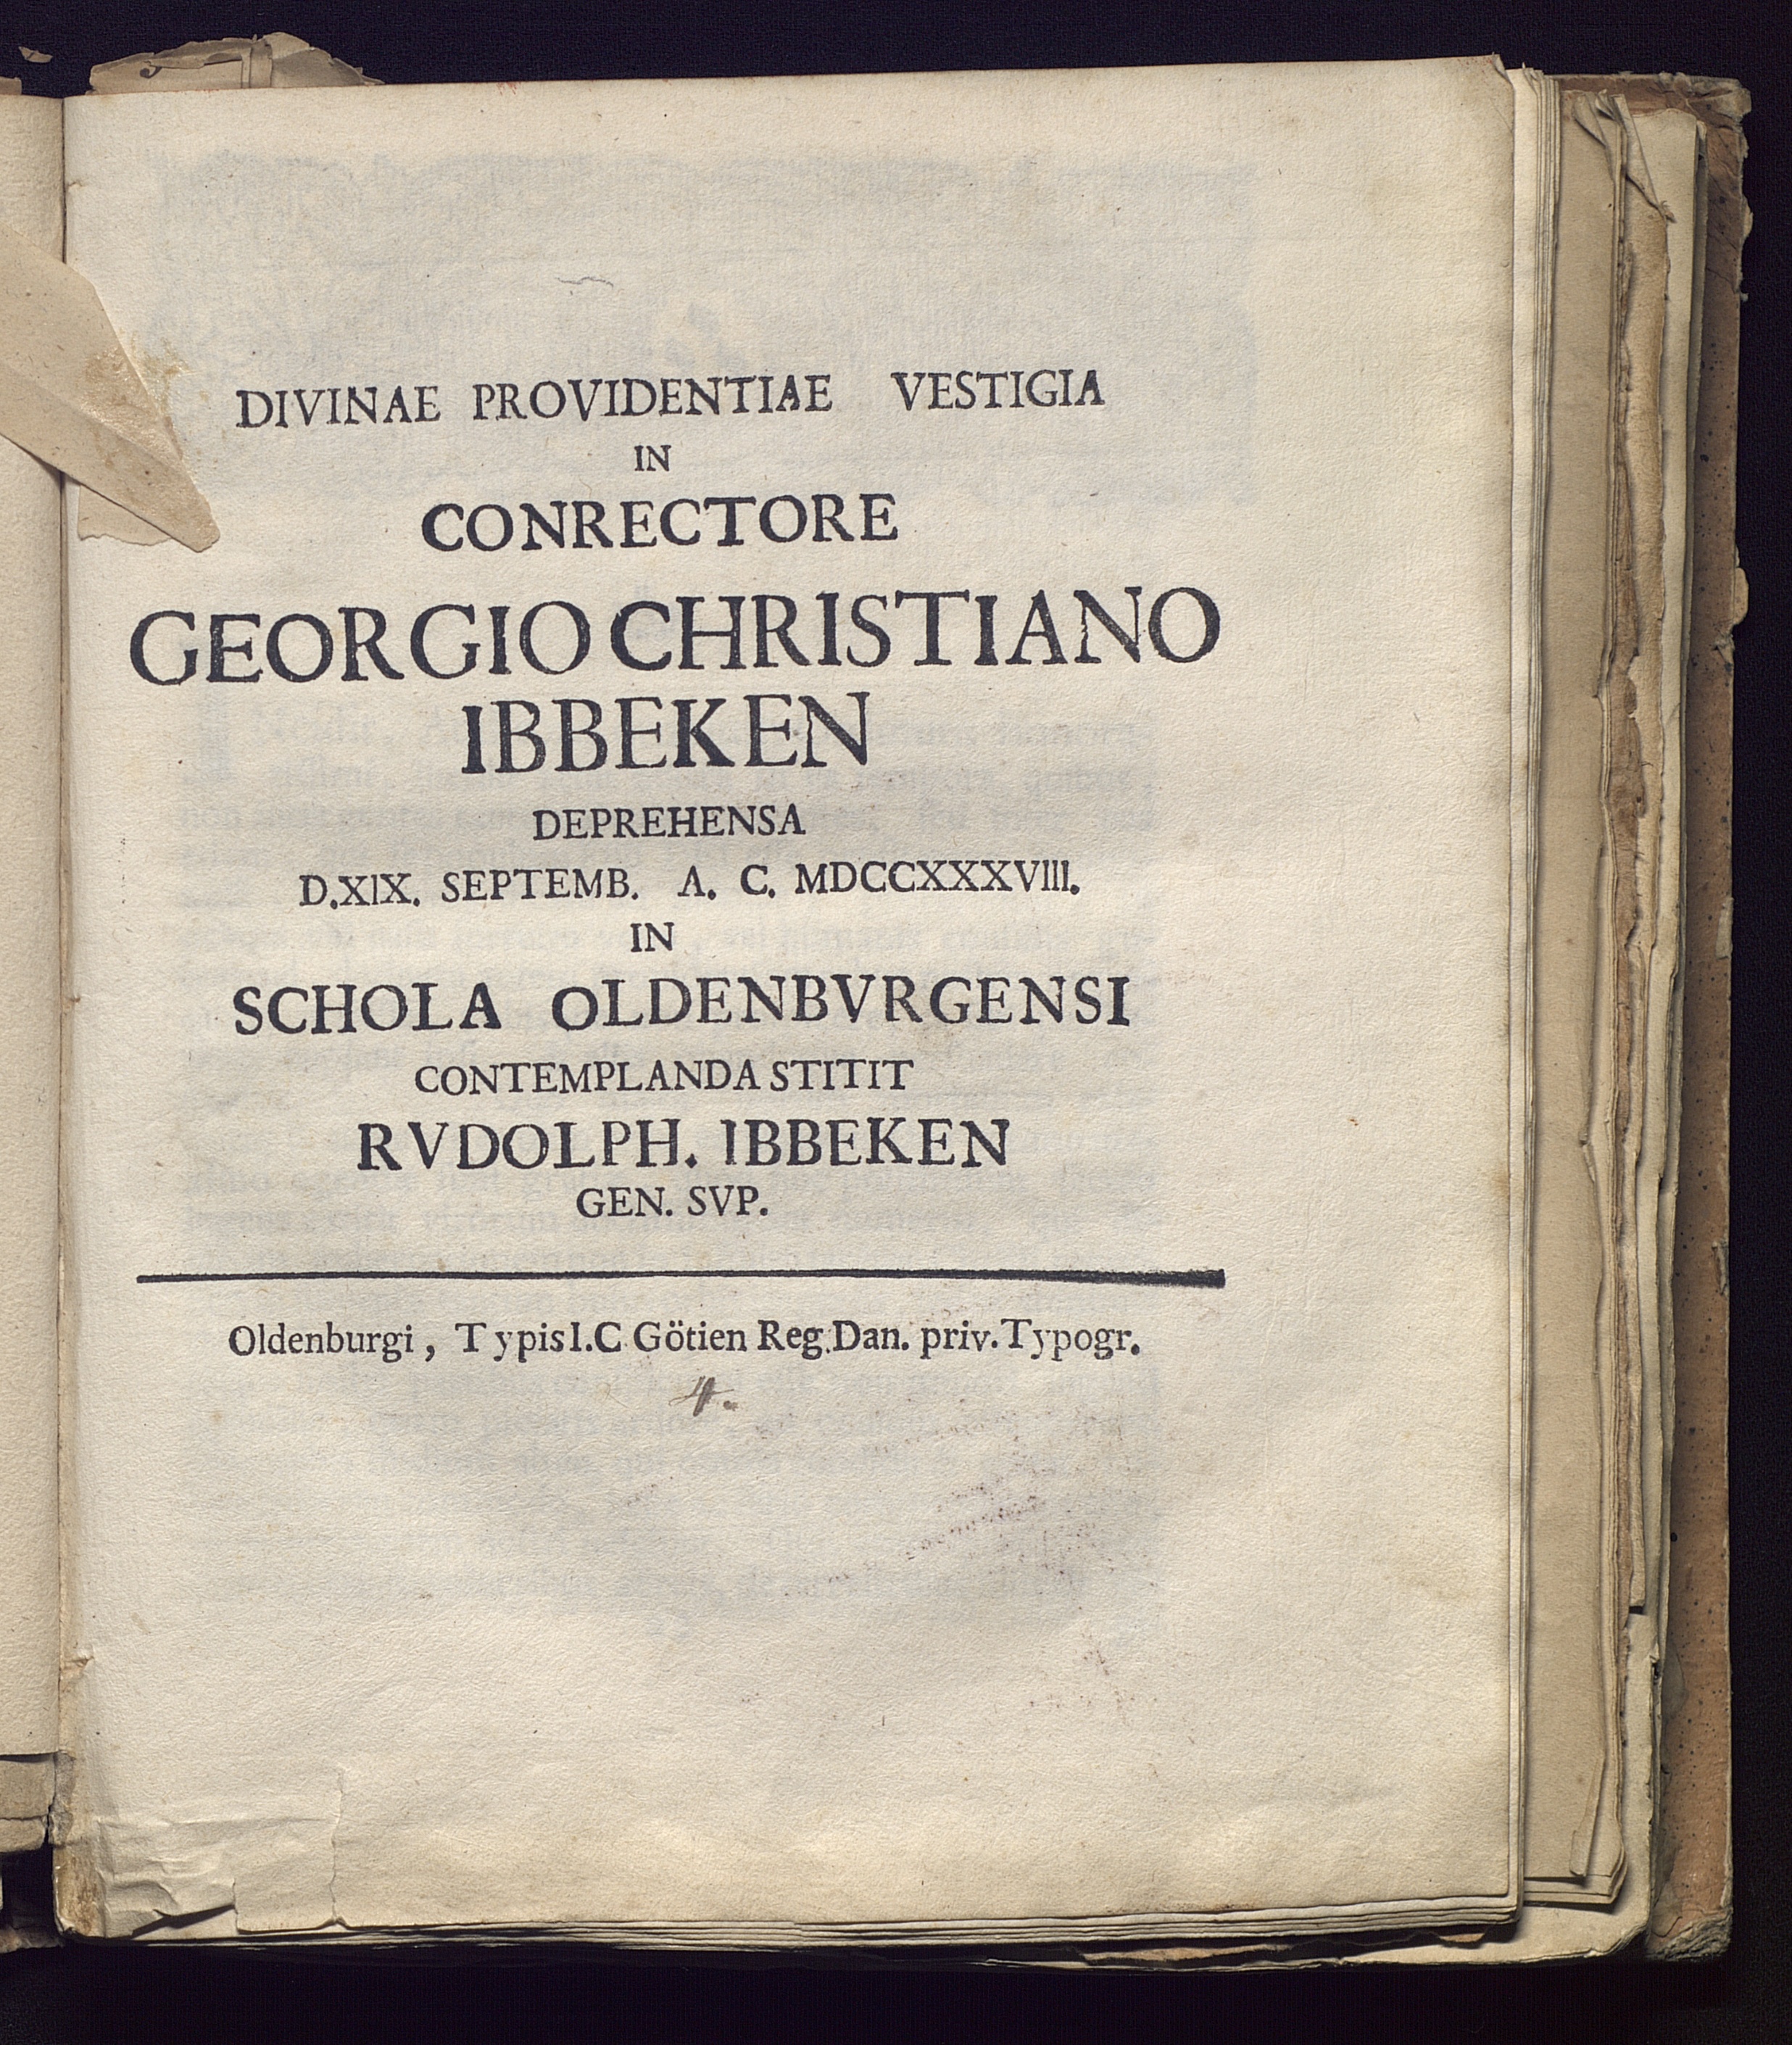 DIVINAE PROVIDENTIAE VESTIGIA
IN
CONRECTORE
GEORGIO CHRISTIANO
IBBEKEN
DEPREHENSA
D.XIX. SEPTEMB. A. C. MDCCXXXVIII.
IN
SCHOLA OLDENBVRGENSI
CONTEMPLANDA STITIT
RVDOLPH. IBBEKEN
GEN. SVP.
Oldenburgi, Typis I.C Götien Reg. Dan. priv. Typogr.
4.